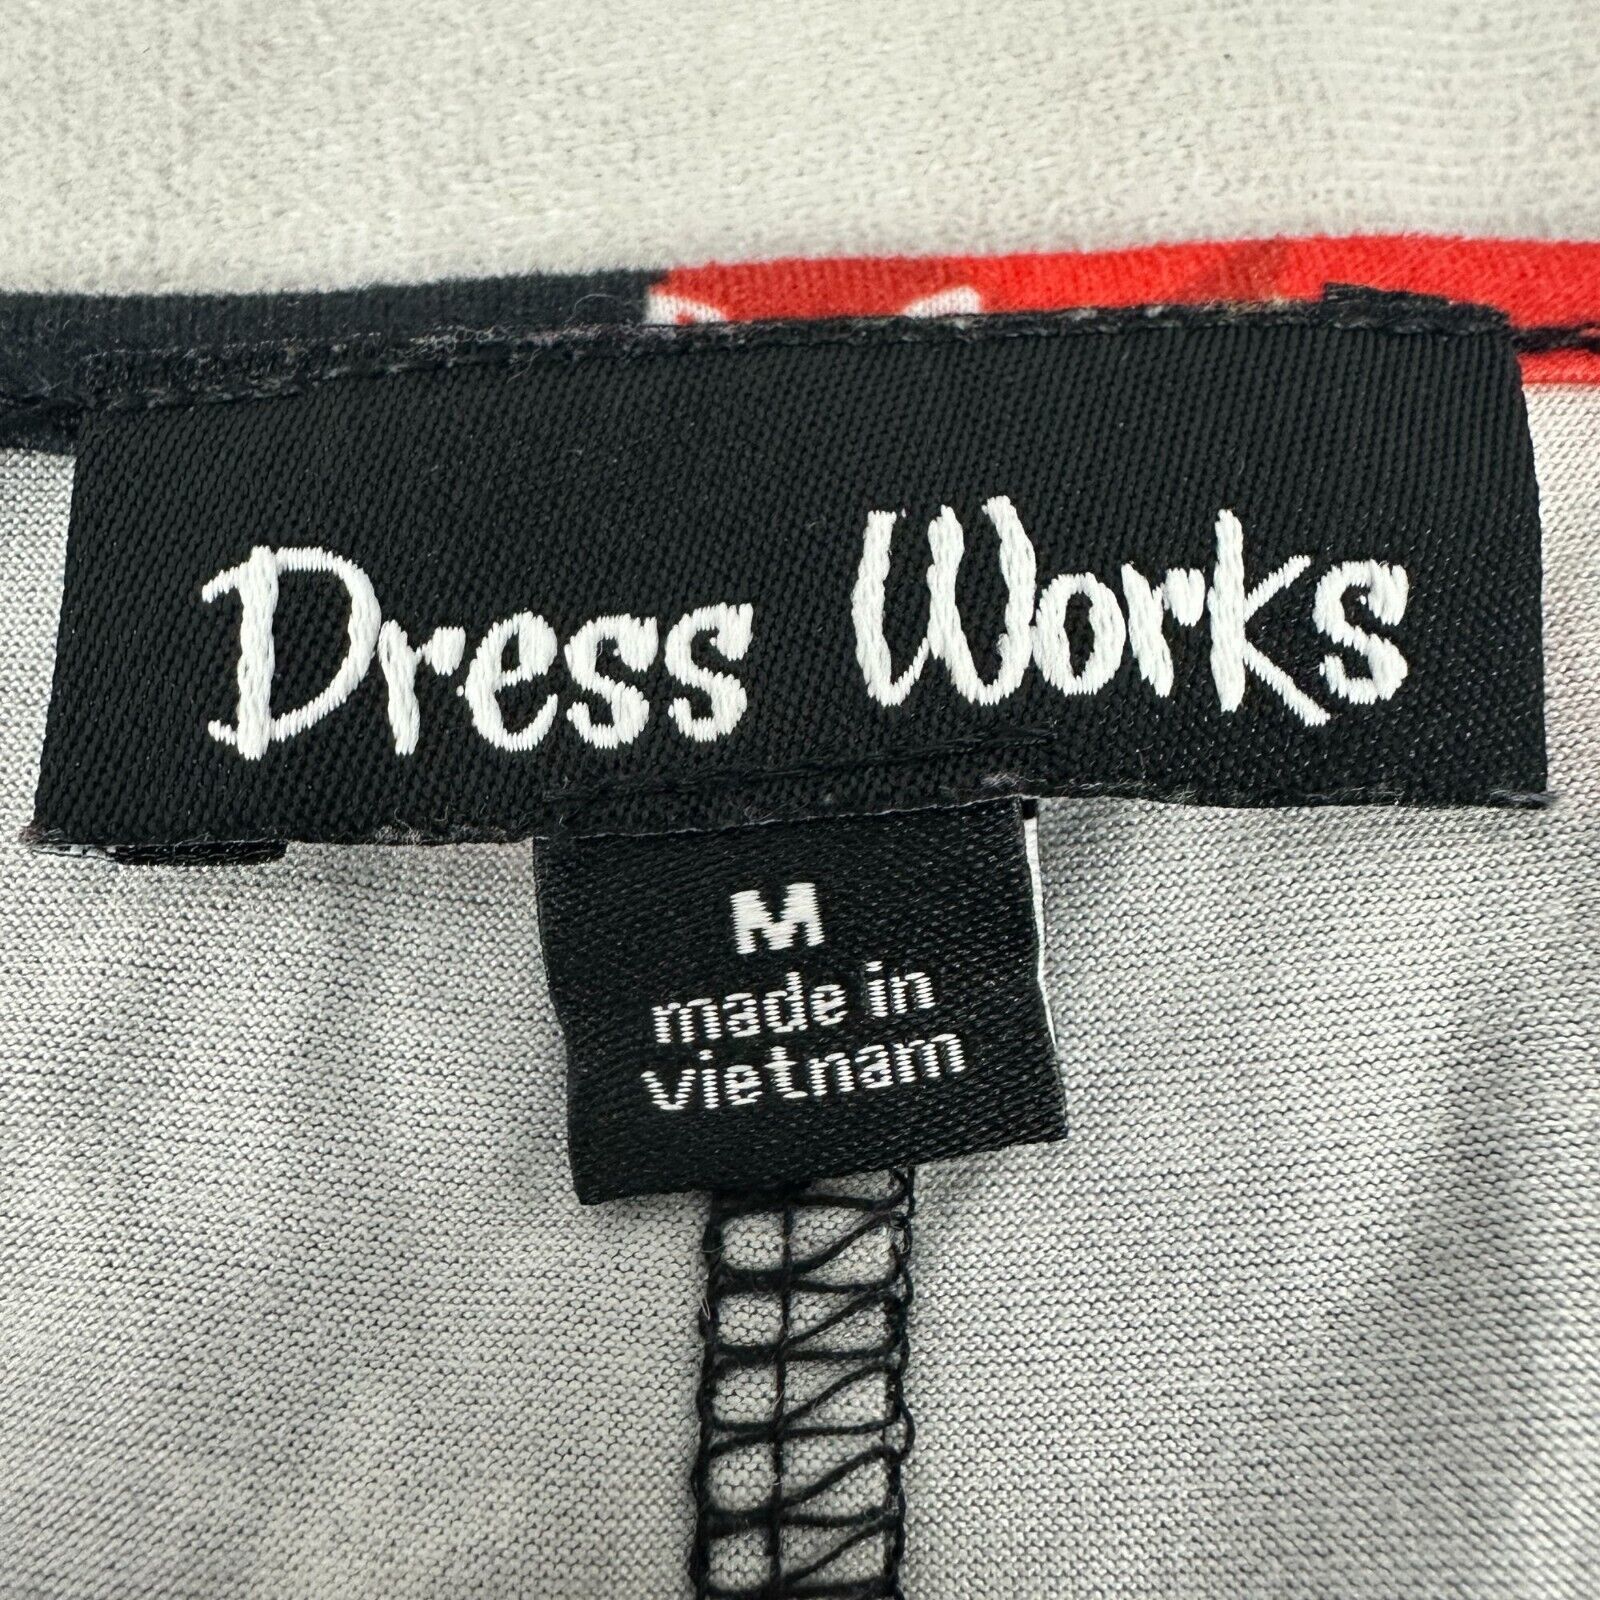 Dress Works
M
made in
vietnam